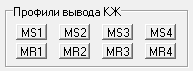 Профили вывода КЖ
MS1 MS2 MS3 MS4
MR1 MR2 MR3 MR4